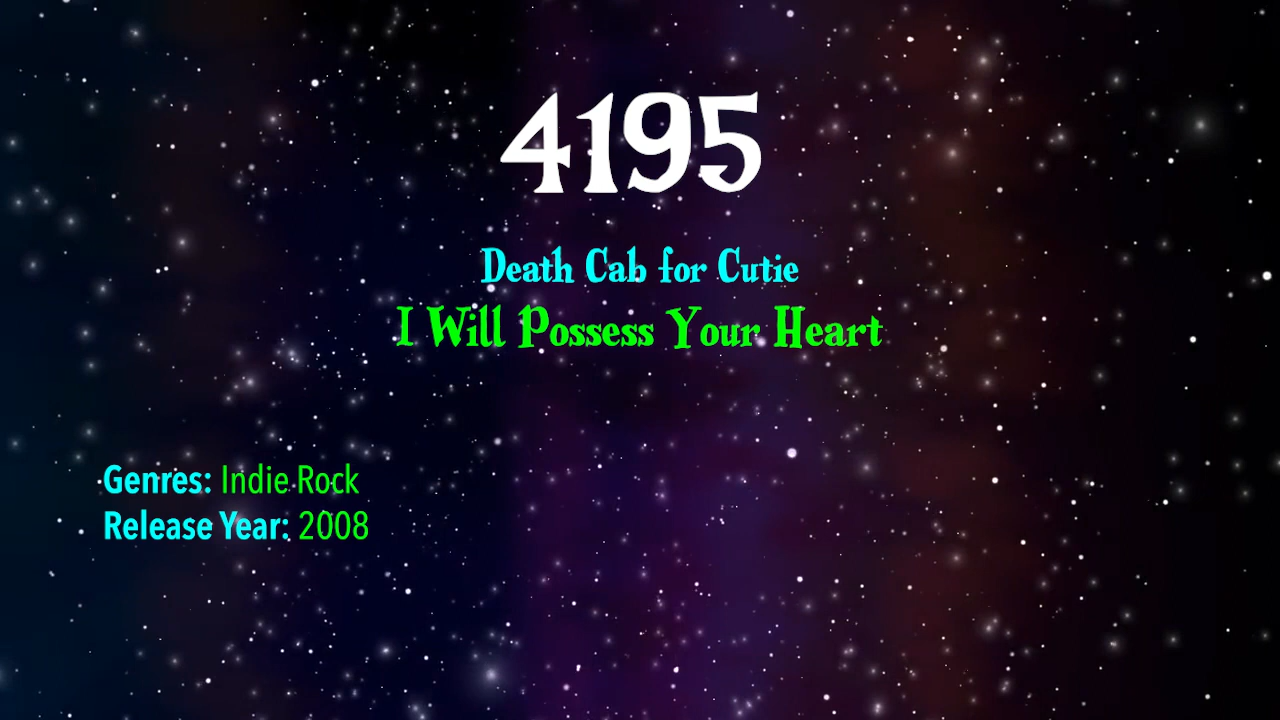 4195
Death Cab for Cutie
I Will Possess Your Heart
Genres: Indie Rock
Release Year: 2008